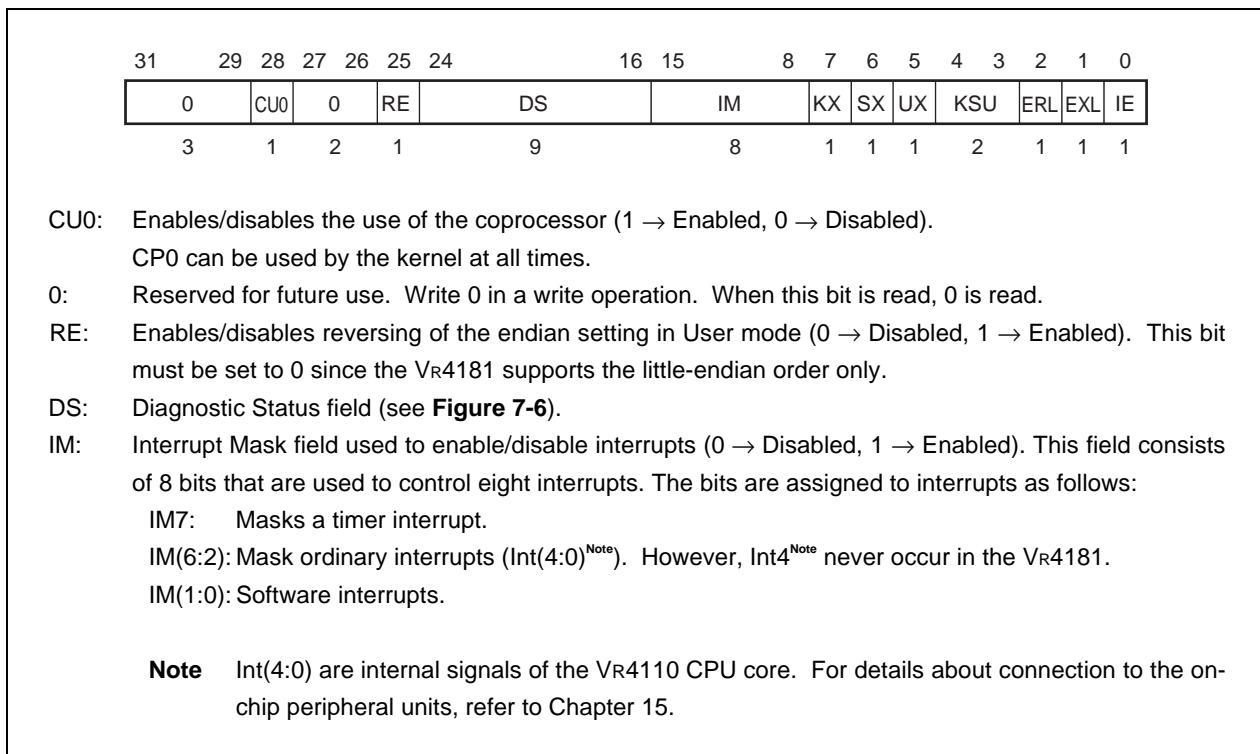 31 29 28 27 26 25 24 16 15 8 7 6 5 4 3 2 1 0
0 CU0 0 RE DS IM KX SX UX KSU ERL EXL IE
3 1 2 1 9 8 1 1 1 2 1 1 1
CU0: Enables/disables the use of the coprocessor (1 → Enabled, 0 → Disabled).
CP0 can be used by the kernel at all times.
0: Reserved for future use. Write 0 in a write operation. When this bit is read, 0 is read.
RE: Enables/disables reversing of the endian setting in User mode (0 → Disabled, 1 → Enabled). This bit
must be set to 0 since the VR4181 supports the little-endian order only.
DS: Diagnostic Status field (see Figure 7-6).
IM: Interrupt Mask field used to enable/disable interrupts (0 → Disabled, 1 → Enabled). This field consists
of 8 bits that are used to control eight interrupts. The bits are assigned to interrupts as follows:
IM7: Masks a timer interrupt.
IM(6:2): Mask ordinary interrupts (Int(4:0)Note). However, Int4Note never occur in the VR4181.
IM(1:0): Software interrupts.
Note Int(4:0) are internal signals of the VR4110 CPU core. For details about connection to the on-
chip peripheral units, refer to Chapter 15.